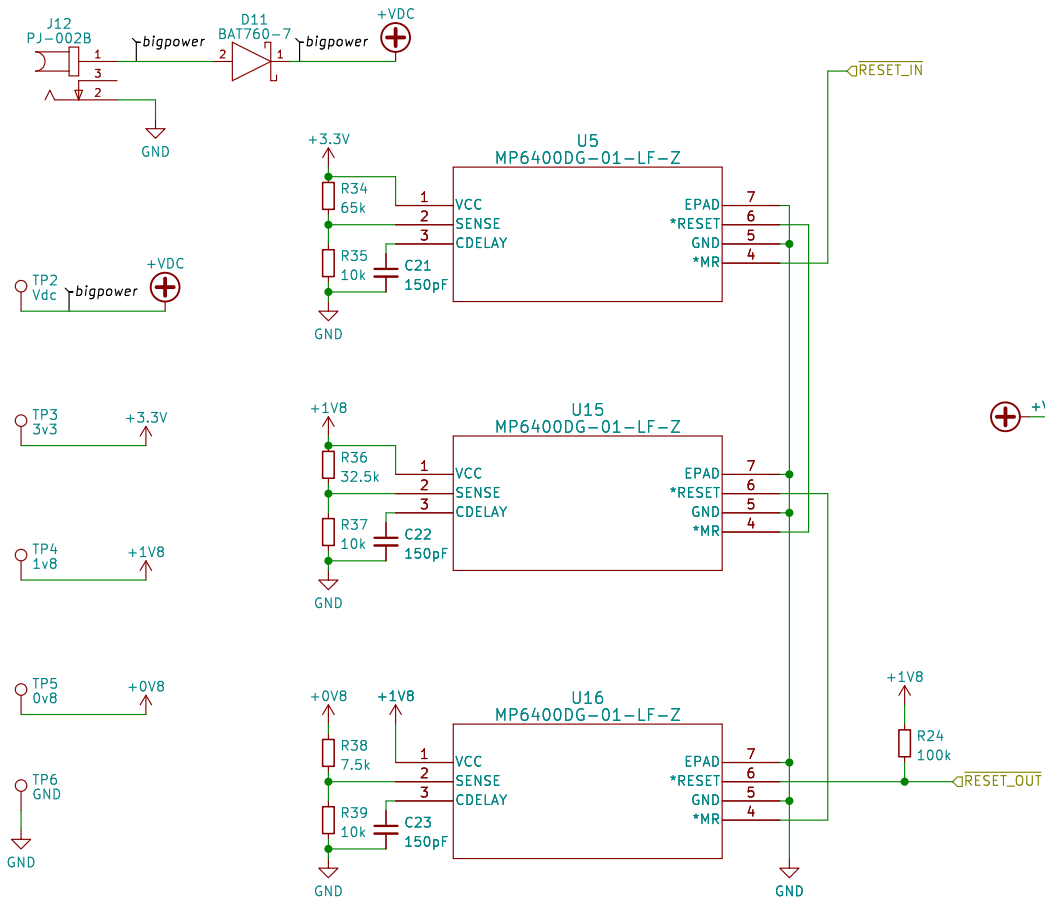 J12
PJ-002B
1
3
2
GND
bigpower
D11
BAT760-7
2
1
bigpower
+VDC
RESET_IN
+3.3V
R34
65k
R35
10k
C21
150pF
GND
U5
MP6400DG-01-LF-Z
1 VCC
2 SENSE
3 CDELAY
EPAD 7
*RESET 6
GND 5
*MR 4
TP2
Vdc
bigpower
+VDC
TP3
3v3
+3.3V
+1V8
R36
32.5k
R37
10k
C22
150pF
GND
U15
MP6400DG-01-LF-Z
1 VCC
2 SENSE
3 CDELAY
EPAD 7
*RESET 6
GND 5
*MR 4
TP4
1v8
+1V8
TP5
0v8
+0V8
TP6
GND
GND
+0V8
+1V8
R38
7.5k
R39
10k
C23
150pF
GND
U16
MP6400DG-01-LF-Z
1 VCC
2 SENSE
3 CDELAY
EPAD 7
*RESET 6
GND 5
*MR 4
GND
+1V8
R24
100k
RESET_OUT